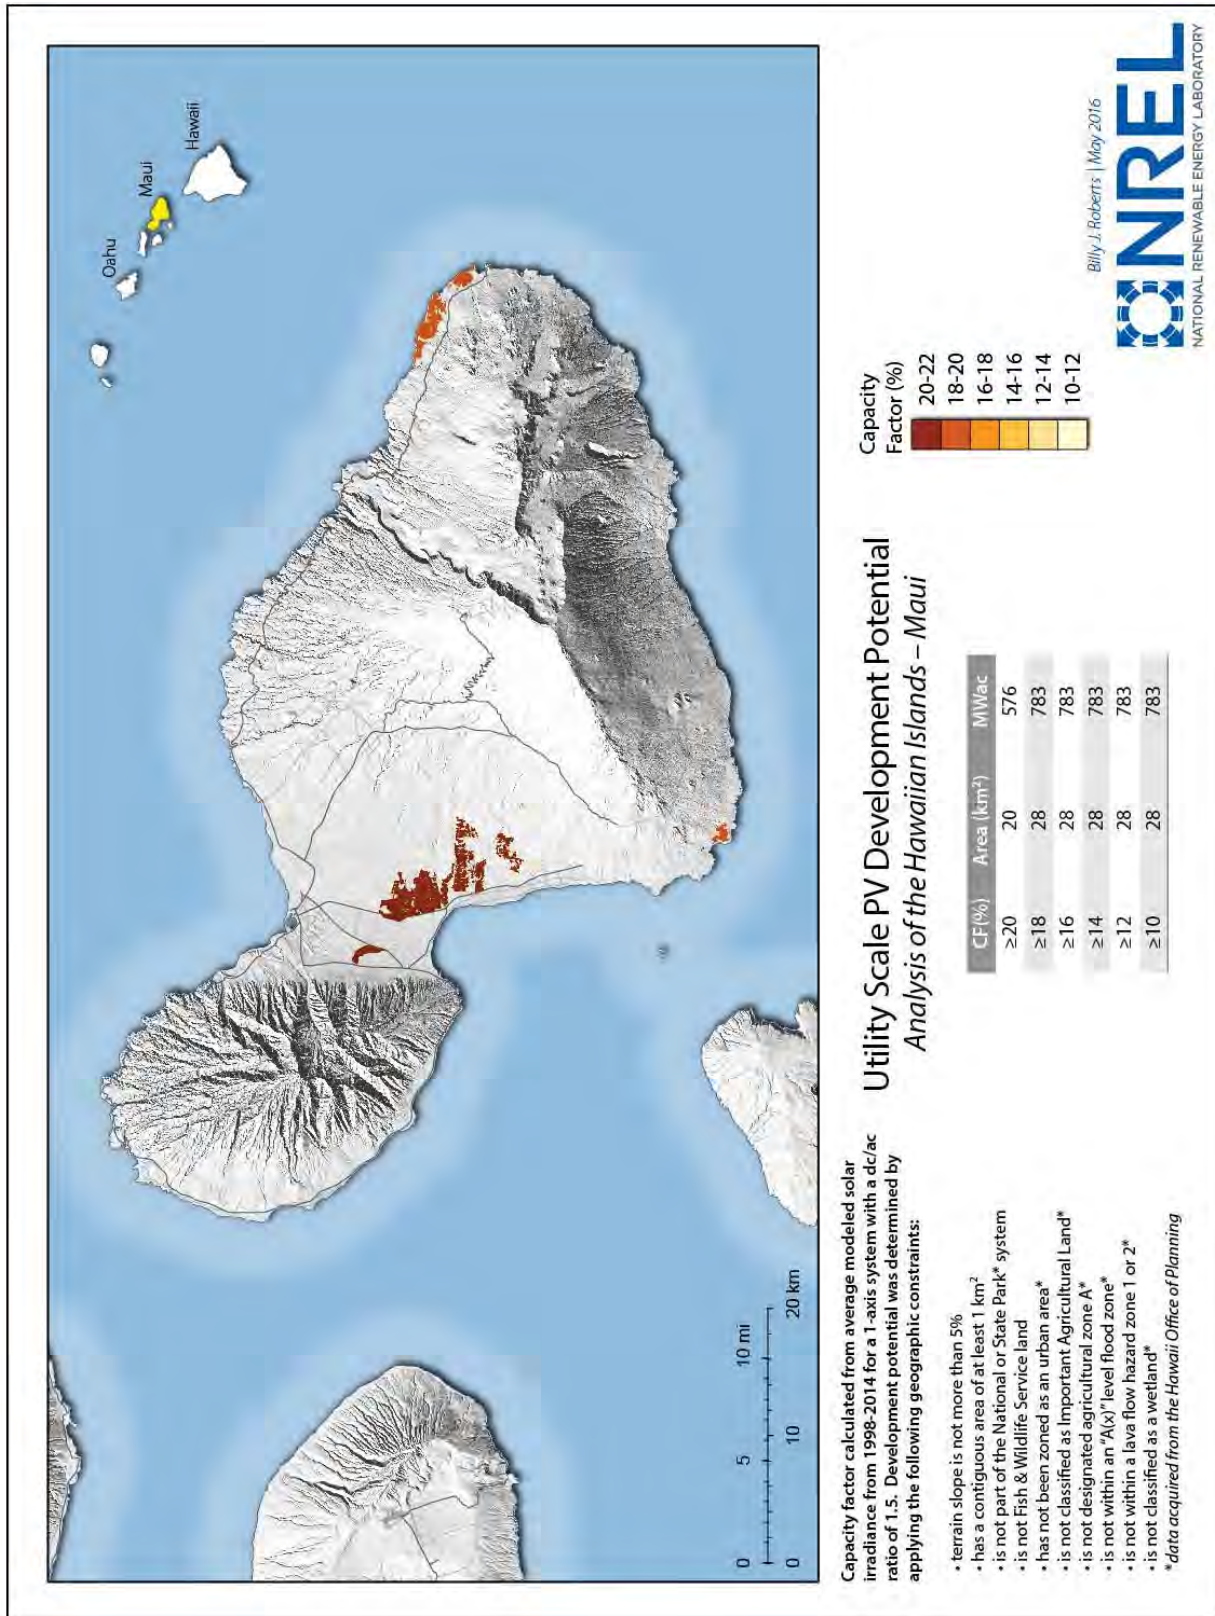 Oahu
Maui
Hawaii
0 5 10 mi
0 10 20 km
Capacity factor calculated from average modeled solar
irradiance from 1998-2014 for a 1-axis system with a dc/ac
ratio of 1.5. Development potential was determined by
applying the following geographic constraints:
• terrain slope is not more than 5%
• has a contiguous area of at least 1 km²
• is not part of the National or State Park* system
• is not Fish & Wildlife Service land
• has not been zoned as an urban area*
• is not classified as Important Agricultural Land*
• is not designated agricultural zone A*
• is not within an "A(x)" level flood zone*
• is not within a lava flow hazard zone 1 or 2*
• is not classified as a wetland*
* data acquired from the Hawaii Office of Planning
Utility Scale PV Development Potential
Analysis of the Hawaiian Islands – Maui
CF(%) Area (km²) MWac
≥20 20 576
≥18 28 783
≥16 28 783
≥14 28 783
≥12 28 783
≥10 28 783
Capacity
Factor (%)
20-22
18-20
16-18
14-16
12-14
10-12
Billy J. Roberts | May 2016
NREL
NATIONAL RENEWABLE ENERGY LABORATORY